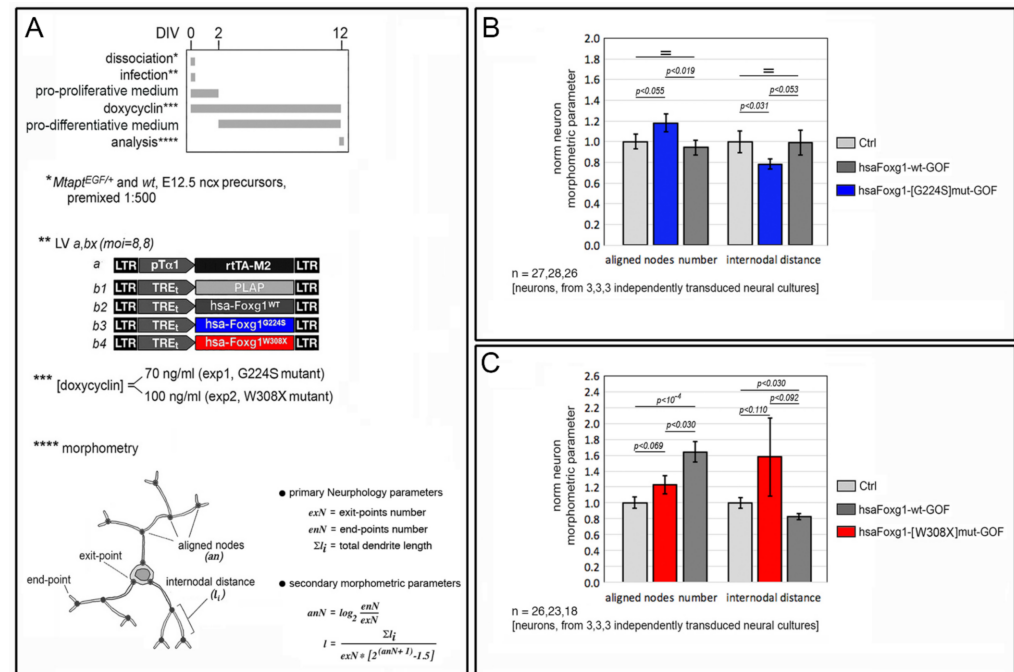 A
DIV 0 2 12
dissociation*
infection**
pro-proliferative medium
doxycyclin***
pro-differentiative medium
analysis****
* Mtapt^EGF/+ and wt, E12.5 ncx precursors,
premixed 1:500
** LV a,bx (moi=8,8)
a LTR pTα1 rtTA-M2 LTR
b1 LTR TREt PLAP LTR
b2 LTR TREt hsa-Foxg1^WT LTR
b3 LTR TREt hsa-Foxg1^G224S LTR
b4 LTR TREt hsa-Foxg1^W308X LTR
*** [doxycyclin] = 70 ng/ml (exp1, G224S mutant)
100 ng/ml (exp2, W308X mutant)
**** morphometry
aligned nodes
(an)
exit-point
end-point
internodal distance
(li)
● primary Neurphology parameters
exN = exit-points number
enN = end-points number
Σli = total dendrite length
● secondary morphometric parameters
anN = log2 enN
exN
l = Σli
exN * [2^(anN+1)-1.5]
B
norm neuron
morphometric parameter
2.0
1.8
1.6
1.4
1.2
1.0
0.8
0.6
0.4
0.2
0.0
=
p<0.019
p<0.055
=
p<0.053
p<0.031
aligned nodes number
internodal distance
Ctrl
hsaFoxg1-wt-GOF
hsaFoxg1-[G224S]mut-GOF
n = 27,28,26
[neurons, from 3,3,3 independently transduced neural cultures]
C
norm neuron
morphometric parameter
2.6
2.4
2.2
2.0
1.8
1.6
1.4
1.2
1.0
0.8
0.6
0.4
0.2
0.0
p<10^-4
p<0.030
p<0.069
p<0.030
p<0.092
p<0.110
aligned nodes number
internodal distance
Ctrl
hsaFoxg1-wt-GOF
hsaFoxg1-[W308X]mut-GOF
n = 26,23,18
[neurons, from 3,3,3 independently transduced neural cultures]